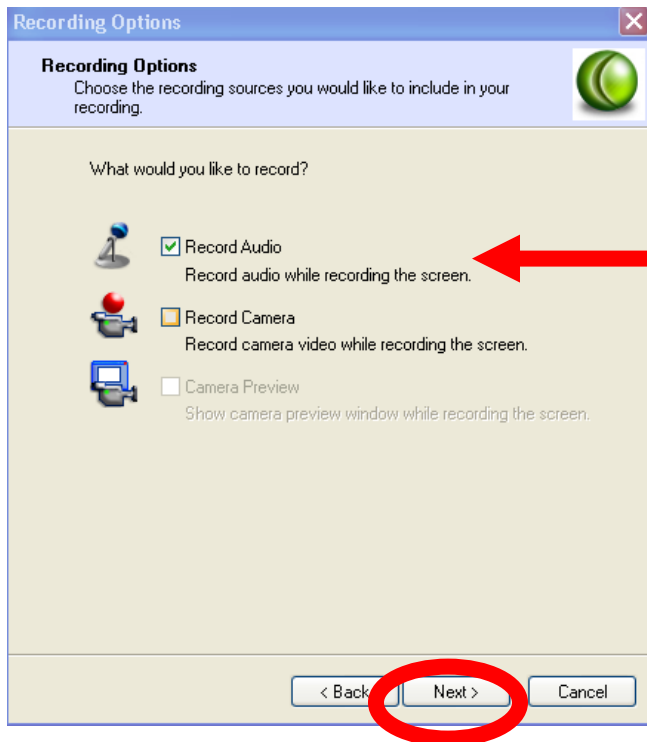 Recording Options
Recording Options
Choose the recording sources you would like to include in your
recording.
What would you like to record?
Record Audio
Record audio while recording the screen.
Record Camera
Record camera video while recording the screen.
Camera Preview
Show camera preview window while recording the screen.
< Back Next > Cancel